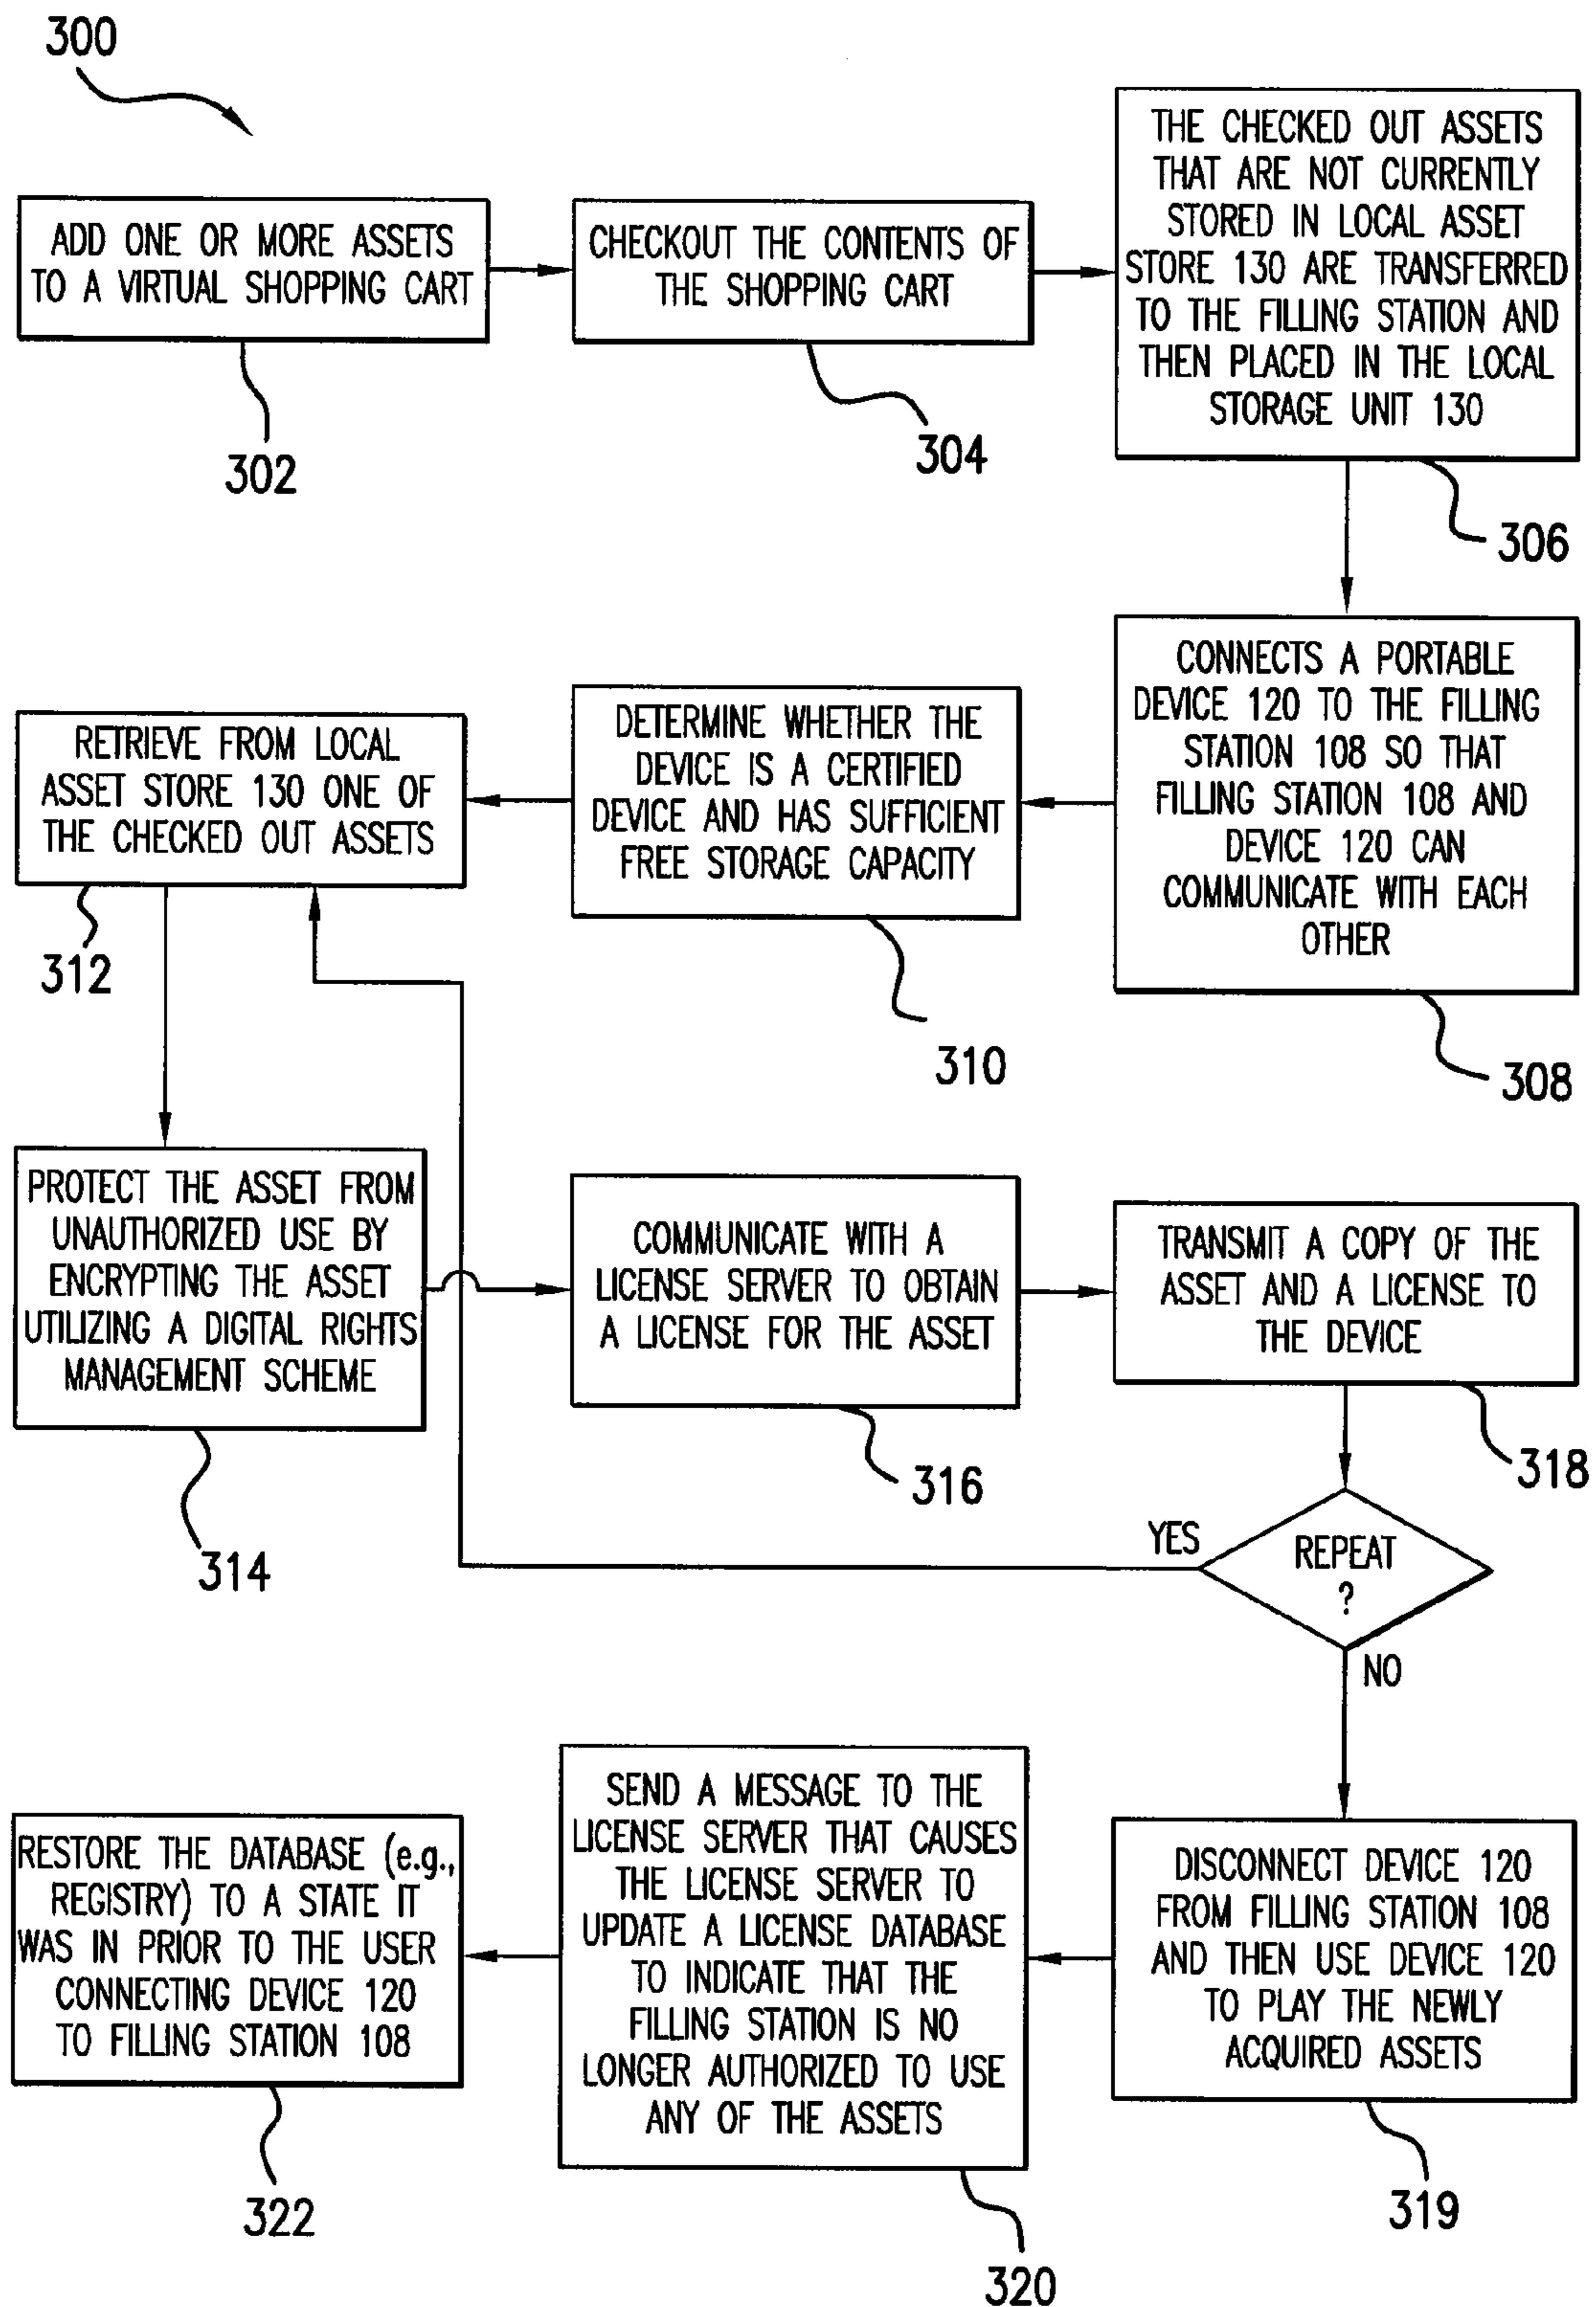 300
ADD ONE OR MORE ASSETS
TO A VIRTUAL SHOPPING CART
302
CHECKOUT THE CONTENTS OF
THE SHOPPING CART
304
THE CHECKED OUT ASSETS
THAT ARE NOT CURRENTLY
STORED IN LOCAL ASSET
STORE 130 ARE TRANSFERRED
TO THE FILLING STATION AND
THEN PLACED IN THE LOCAL
STORAGE UNIT 130
306
CONNECTS A PORTABLE
DEVICE 120 TO THE FILLING
STATION 108 SO THAT
FILLING STATION 108 AND
DEVICE 120 CAN
COMMUNICATE WITH EACH
OTHER
308
DETERMINE WHETHER THE
DEVICE IS A CERTIFIED
DEVICE AND HAS SUFFICIENT
FREE STORAGE CAPACITY
310
RETRIEVE FROM LOCAL
ASSET STORE 130 ONE OF
THE CHECKED OUT ASSETS
312
PROTECT THE ASSET FROM
UNAUTHORIZED USE BY
ENCRYPTING THE ASSET
UTILIZING A DIGITAL RIGHTS
MANAGEMENT SCHEME
314
COMMUNICATE WITH A
LICENSE SERVER TO OBTAIN
A LICENSE FOR THE ASSET
316
TRANSMIT A COPY OF THE
ASSET AND A LICENSE TO
THE DEVICE
318
REPEAT
?
YES
NO
DISCONNECT DEVICE 120
FROM FILLING STATION 108
AND THEN USE DEVICE 120
TO PLAY THE NEWLY
ACQUIRED ASSETS
319
SEND A MESSAGE TO THE
LICENSE SERVER THAT CAUSES
THE LICENSE SERVER TO
UPDATE A LICENSE DATABASE
TO INDICATE THAT THE
FILLING STATION IS NO
LONGER AUTHORIZED TO USE
ANY OF THE ASSETS
320
RESTORE THE DATABASE (e.g.,
REGISTRY) TO A STATE IT
WAS IN PRIOR TO THE USER
CONNECTING DEVICE 120
TO FILLING STATION 108
322